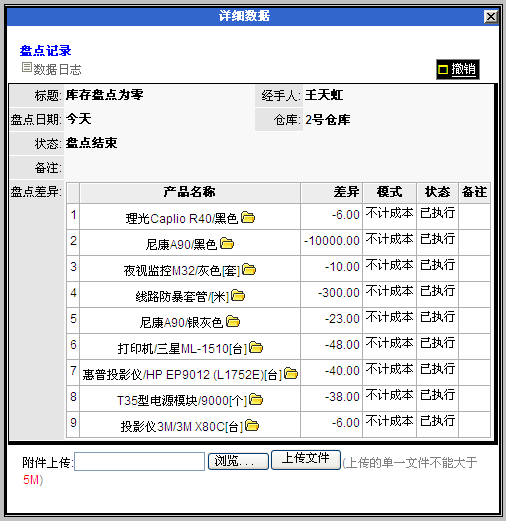 详细数据
盘点记录
数据日志
撤销
标题: 库存盘点为零 经手人: 王天虹
盘点日期: 今天 仓库: 2号仓库
状态: 盘点结束
备注:
盘点差异: 产品名称 差异 模式 状态 备注
1 理光Caplio R40/黑色 -6.00 不计成本 已执行
2 尼康A90/黑色 -10000.00 不计成本 已执行
3 夜视监控M32/灰色[套] -10.00 不计成本 已执行
4 线路防暴套管/[米] -300.00 不计成本 已执行
5 尼康A90/银灰色 -23.00 不计成本 已执行
6 打印机/三星ML-1510[台] -48.00 不计成本 已执行
7 惠普投影仪/HP EP9012 (L1752E)[台] -40.00 不计成本 已执行
8 T35型电源模块/9000[个] -38.00 不计成本 已执行
9 投影仪3M/3M X80C[台] -6.00 不计成本 已执行
附件上传: 浏览... 上传文件 (上传的单一文件不能大于
5M)